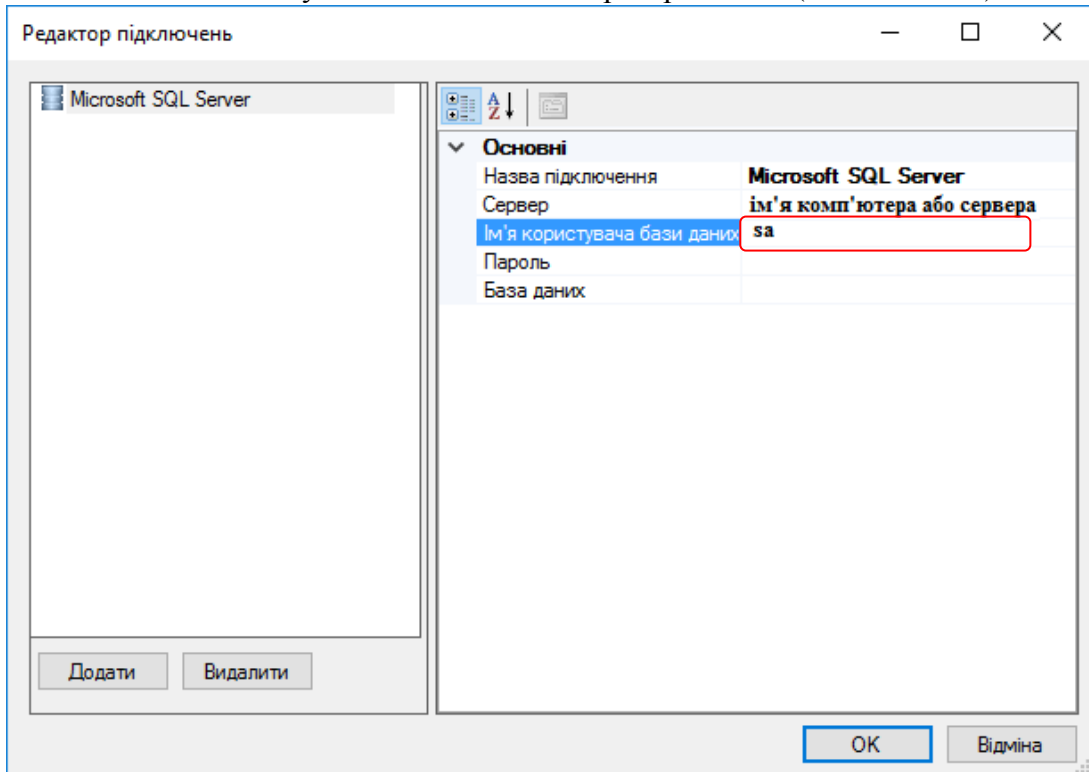 Редактор підключень
Microsoft SQL Server
Основні
Назва підключення Microsoft SQL Server
Сервер ім'я комп'ютера або сервера
Ім'я користувача бази даних sa
Пароль
База даних
Додати Видалити
OK Відміна